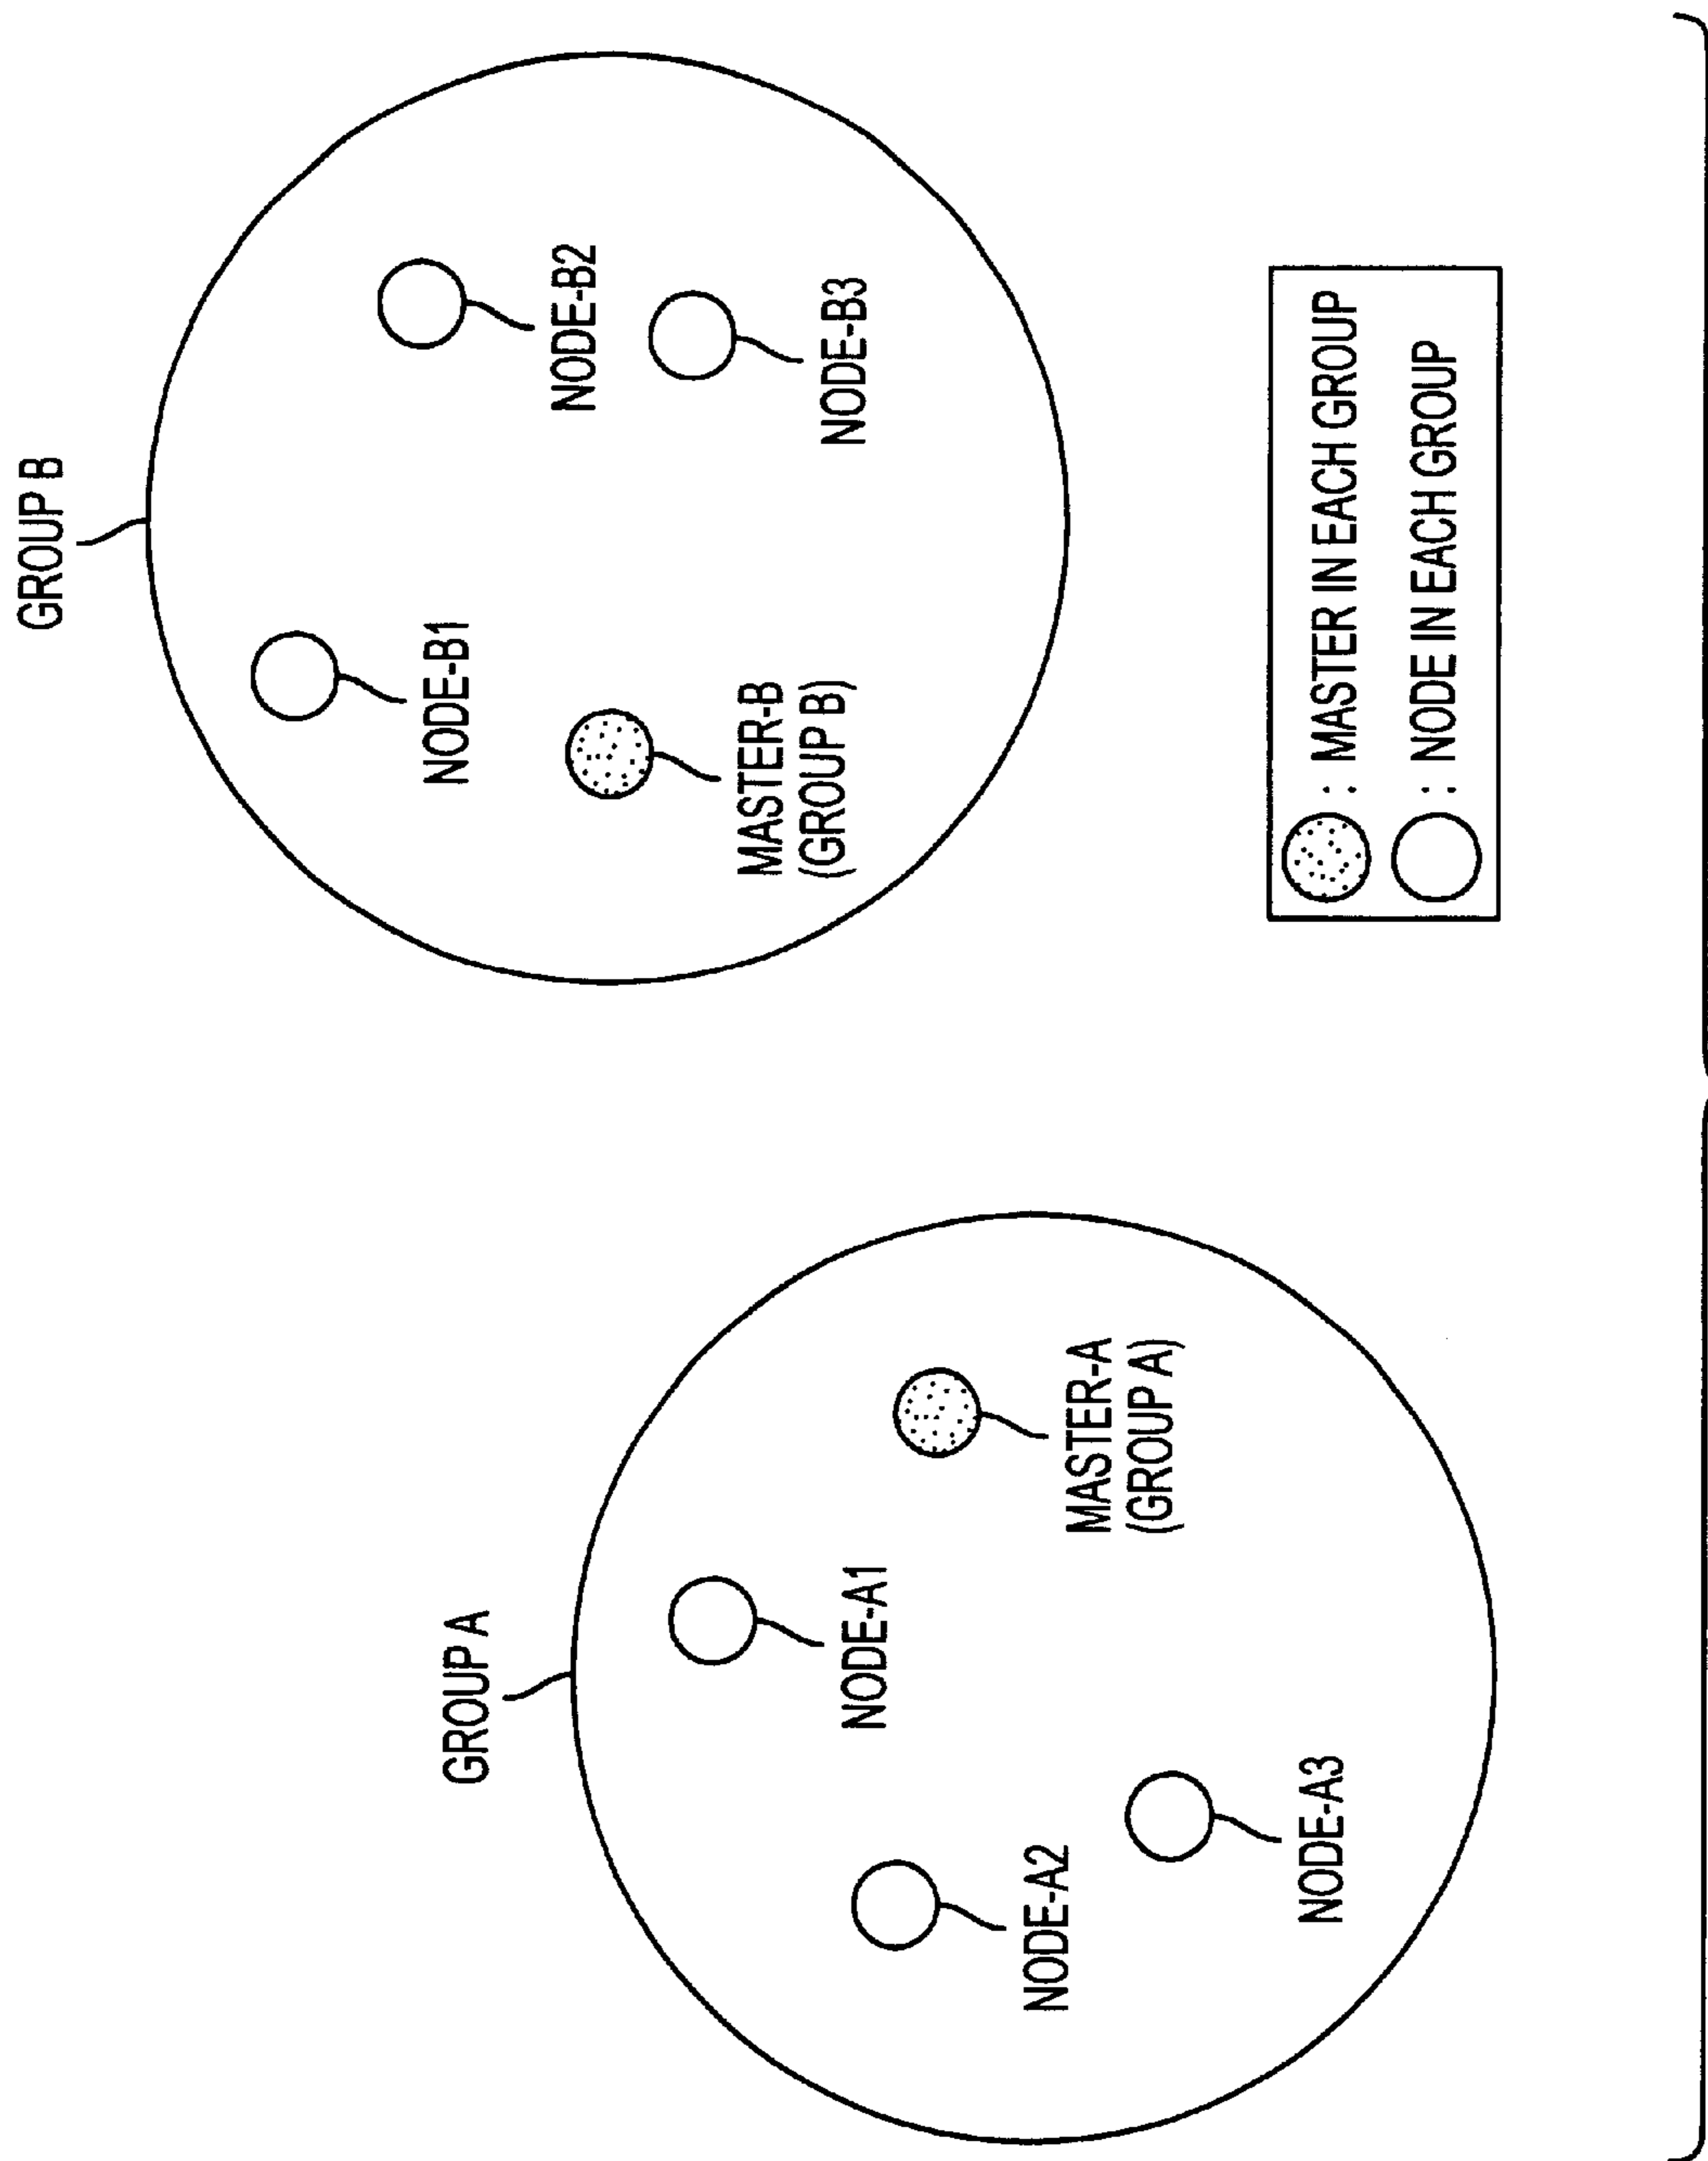 GROUP B
NODE-B1
NODE-B2
NODE-B3
MASTER-B
(GROUP B)
GROUP A
NODE-A1
MASTER-A
(GROUP A)
NODE-A2
NODE-A3
: MASTER IN EACH GROUP
: NODE IN EACH GROUP